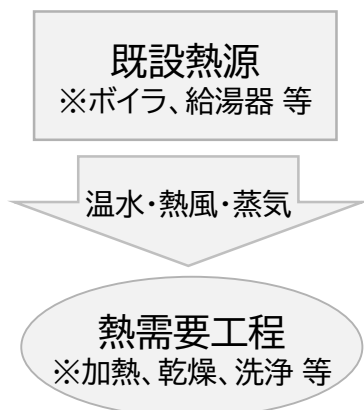 既設熱源
※ボイラ、給湯器 等
温水・熱風・蒸気
熱需要工程
※加熱、乾燥、洗浄 等